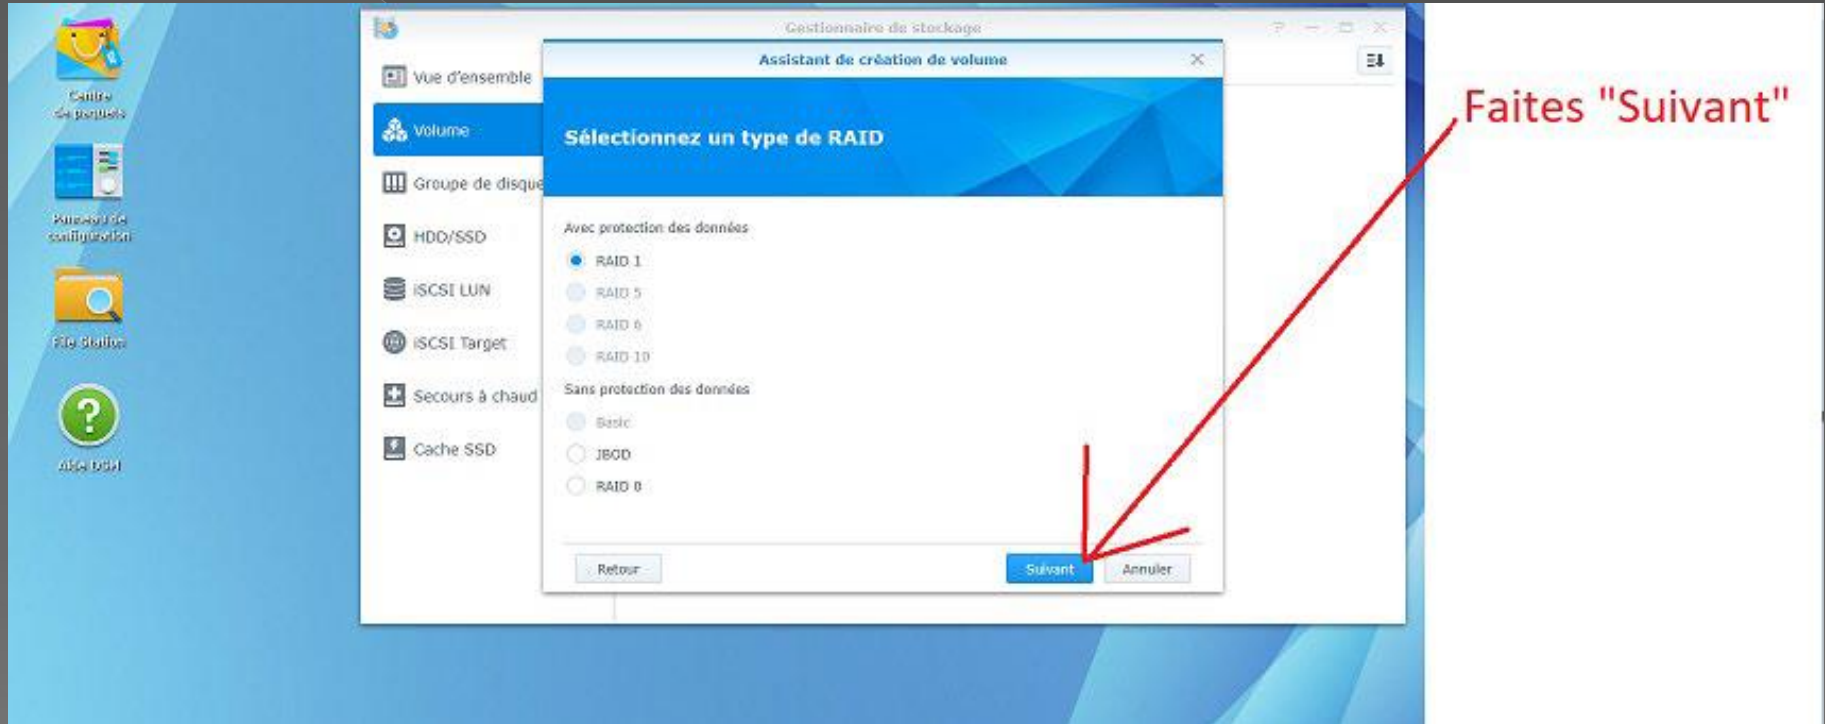 Centre
de paquets
Panneau de
configuration
File Station
Aide DSM
Gestionnaire de stockage
Vue d'ensemble
Volume
Groupe de disque
HDD/SSD
iSCSI LUN
iSCSI Target
Secours à chaud
Cache SSD
Assistant de création de volume
Sélectionnez un type de RAID
Avec protection des données
RAID 1
RAID 5
RAID 6
RAID 10
Sans protection des données
Basic
JBOD
RAID 0
Retour
Suivant
Annuler
Faites "Suivant"